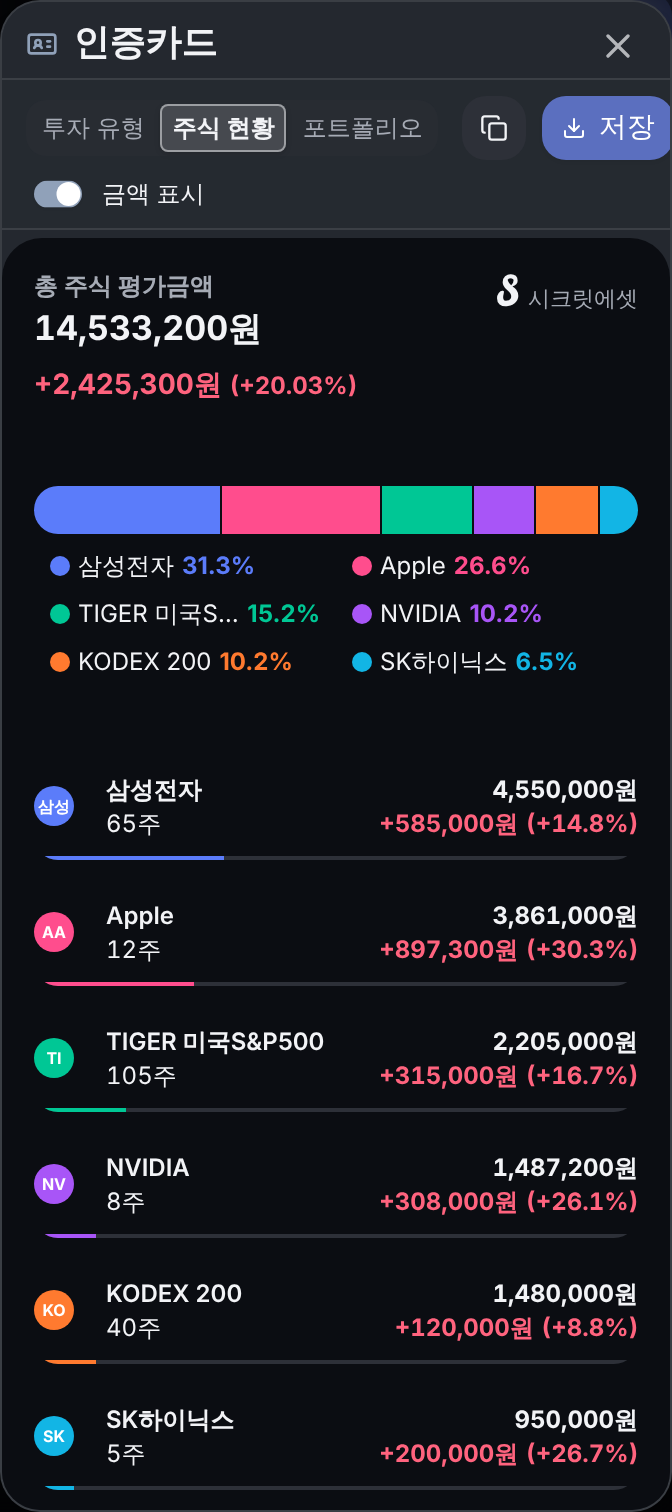 인증카드
투자 유형 주식 현황 포트폴리오 저장
금액 표시
총 주식 평가금액
S 시크릿에셋
14,533,200원
+2,425,300원 (+20.03%)
삼성전자 31.3% Apple 26.6%
TIGER 미국S... 15.2% NVIDIA 10.2%
KODEX 200 10.2% SK하이닉스 6.5%
삼성 삼성전자 4,550,000원
65주 +585,000원 (+14.8%)
AA Apple 3,861,000원
12주 +897,300원 (+30.3%)
TI TIGER 미국S&P500 2,205,000원
105주 +315,000원 (+16.7%)
NV NVIDIA 1,487,200원
8주 +308,000원 (+26.1%)
KO KODEX 200 1,480,000원
40주 +120,000원 (+8.8%)
SK SK하이닉스 950,000원
5주 +200,000원 (+26.7%)